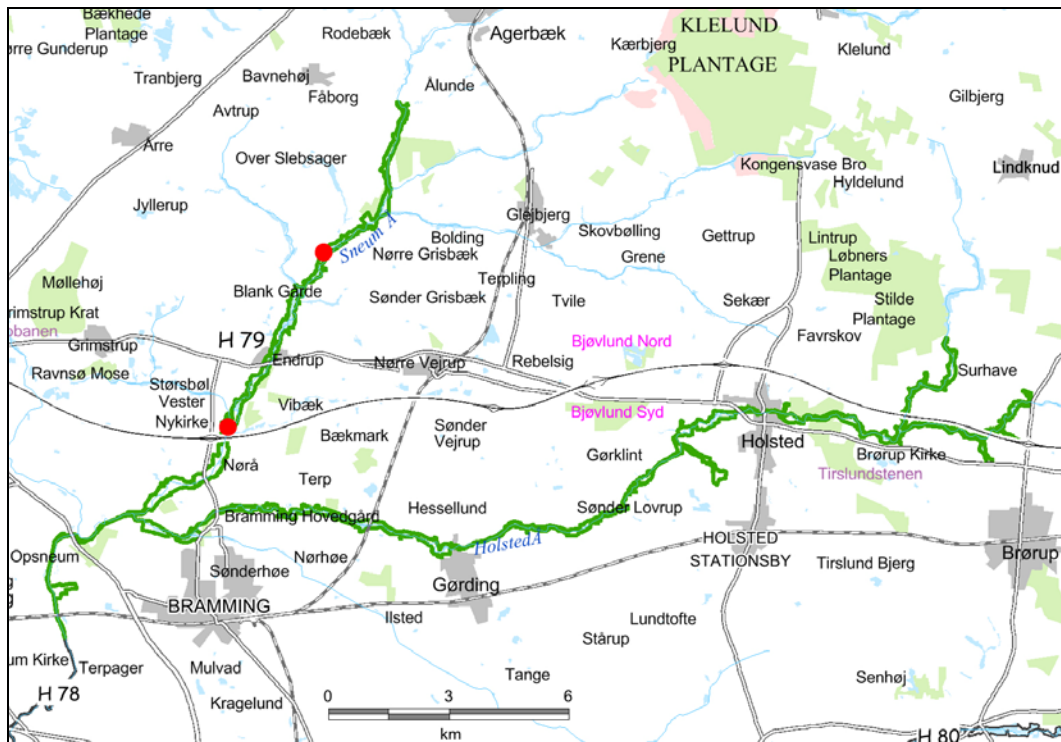 Bækhede
Plantage
Rodebæk
Agerbæk
KLELUND
PLANTAGE
Kærbjerg
Klelund
ørre Gunderup
Tranbjerg
Bavnehøj
Fåborg
Ålunde
Avtrup
Gilbjerg
Årre
Over Slebsager
Kongensvase Bro
Hyldelund
Lindknud
Jyllerup
Glejbjerg
Sneum Å
Bolding
Nørre Grisbæk
Skovbølling
Grene
Gettrup
Lintrup
Løbners
Plantage
Møllehøj
Blank Gårde
Sønder Grisbæk
Terpling
Tvile
Sekær
Stilde
Plantage
rimstrup Krat
obanen
Grimstrup
H 79
Endrup
Nørre Vejrup
Rebelsig
Bjøvlund Nord
Favrskov
Ravnsø Mose
Størsbøl
Vester
Nykirke
Vibæk
Surhave
Bækmark
Sønder
Vejrup
Bjøvlund Syd
Holsted
Gørklint
Brørup Kirke
Nørå
Terp
Tirslundstenen
Hessellund
Sønder Lovrup
Bramming Hovedgård
Opsneum
Sønderhøe
Nørhøe
HolstedÅ
HOLSTED
STATIONSBY
Tirslund Bjerg
Brørup
Gørding
BRAMMING
Ilsted
Lundtofte
Stårup
um Kirke
Terpager
Mulvad
Tange
Senhøj
H 78
Kragelund
0 3 6
km
H 80